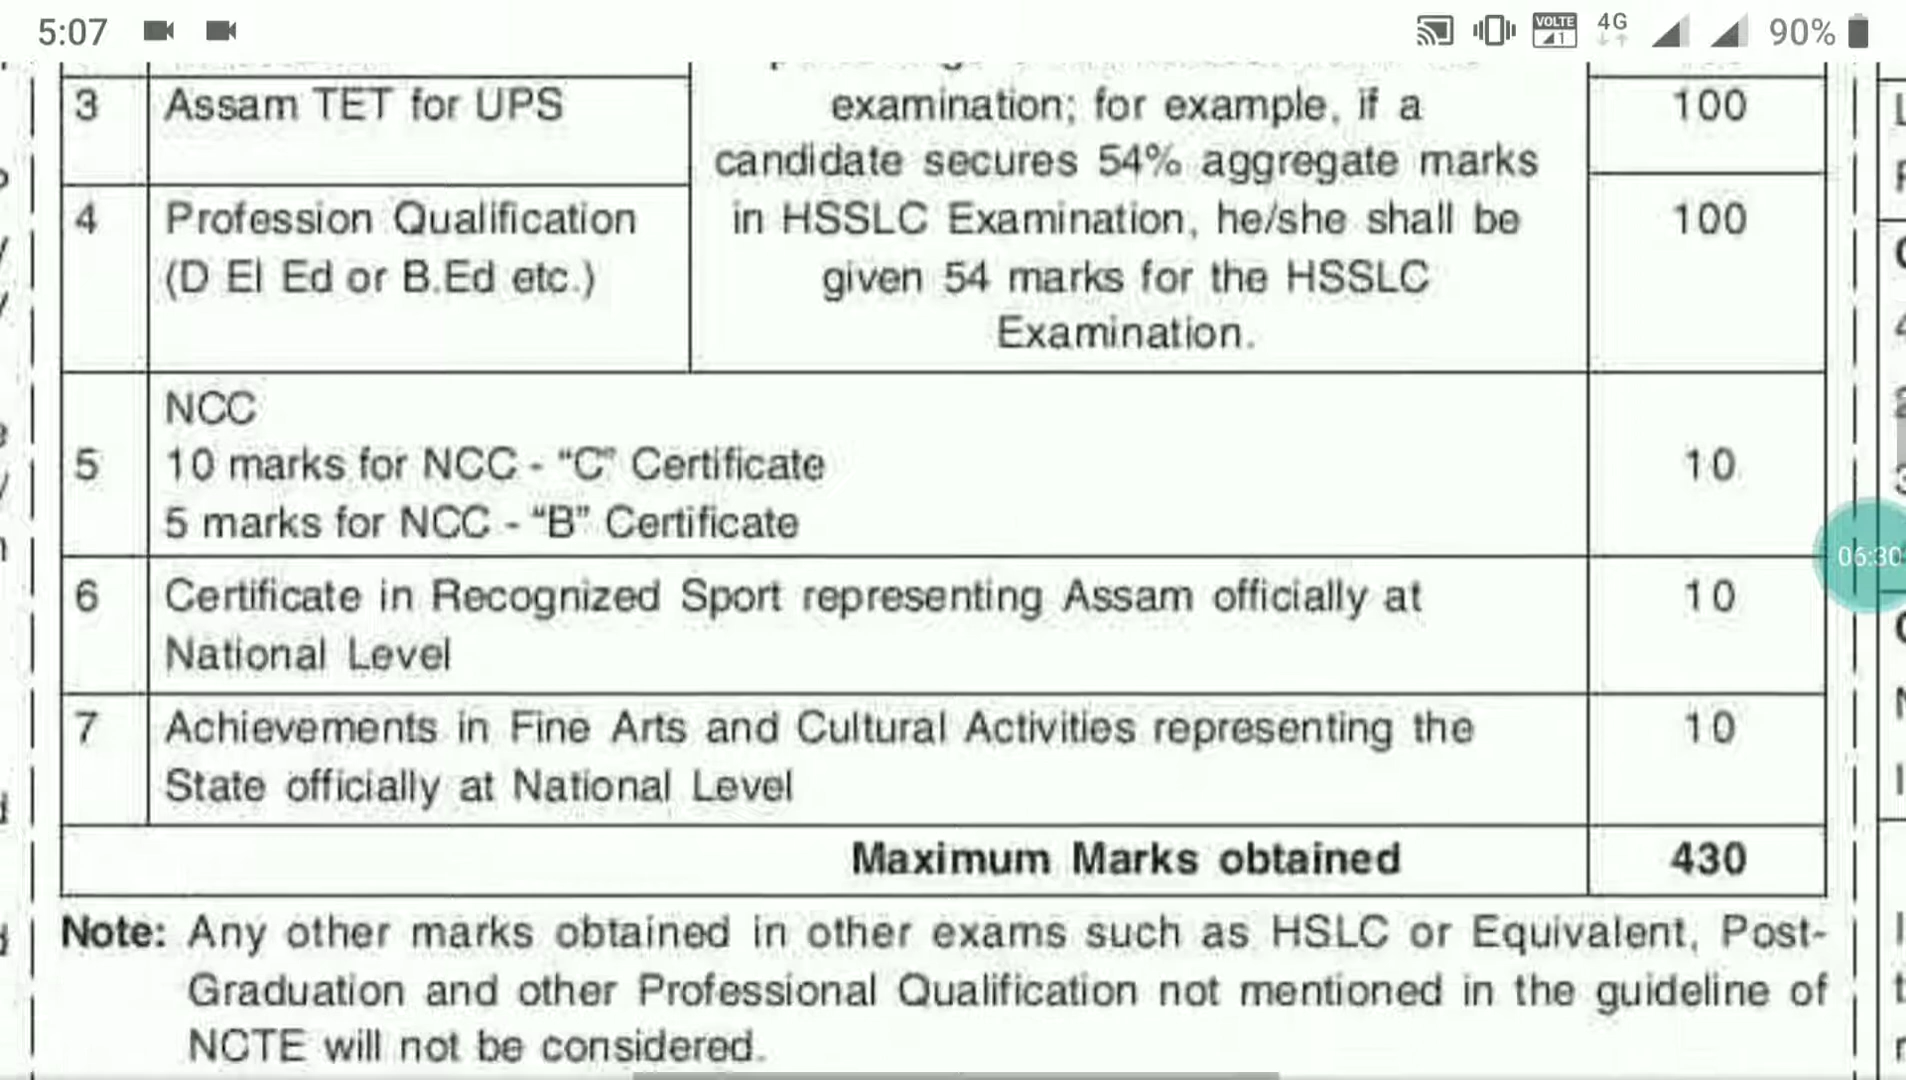 5:07
VOLTE
1
4G
90%
3 Assam TET for UPS
examination; for example, if a
100
candidate secures 54% aggregate marks
4 Profession Qualification
in HSSLC Examination, he/she shall be
100
(D El Ed or B.Ed etc.)
given 54 marks for the HSSLC
Examination.
NCC
5 10 marks for NCC - “C” Certificate 10
5 marks for NCC - “B” Certificate
06:30
6 Certificate in Recognized Sport representing Assam officially at 10
National Level
7 Achievements in Fine Arts and Cultural Activities representing the 10
State officially at National Level
Maximum Marks obtained 430
Note: Any other marks obtained in other exams such as HSLC or Equivalent, Post-
Graduation and other Professional Qualification not mentioned in the guideline of
NCTE will not be considered.